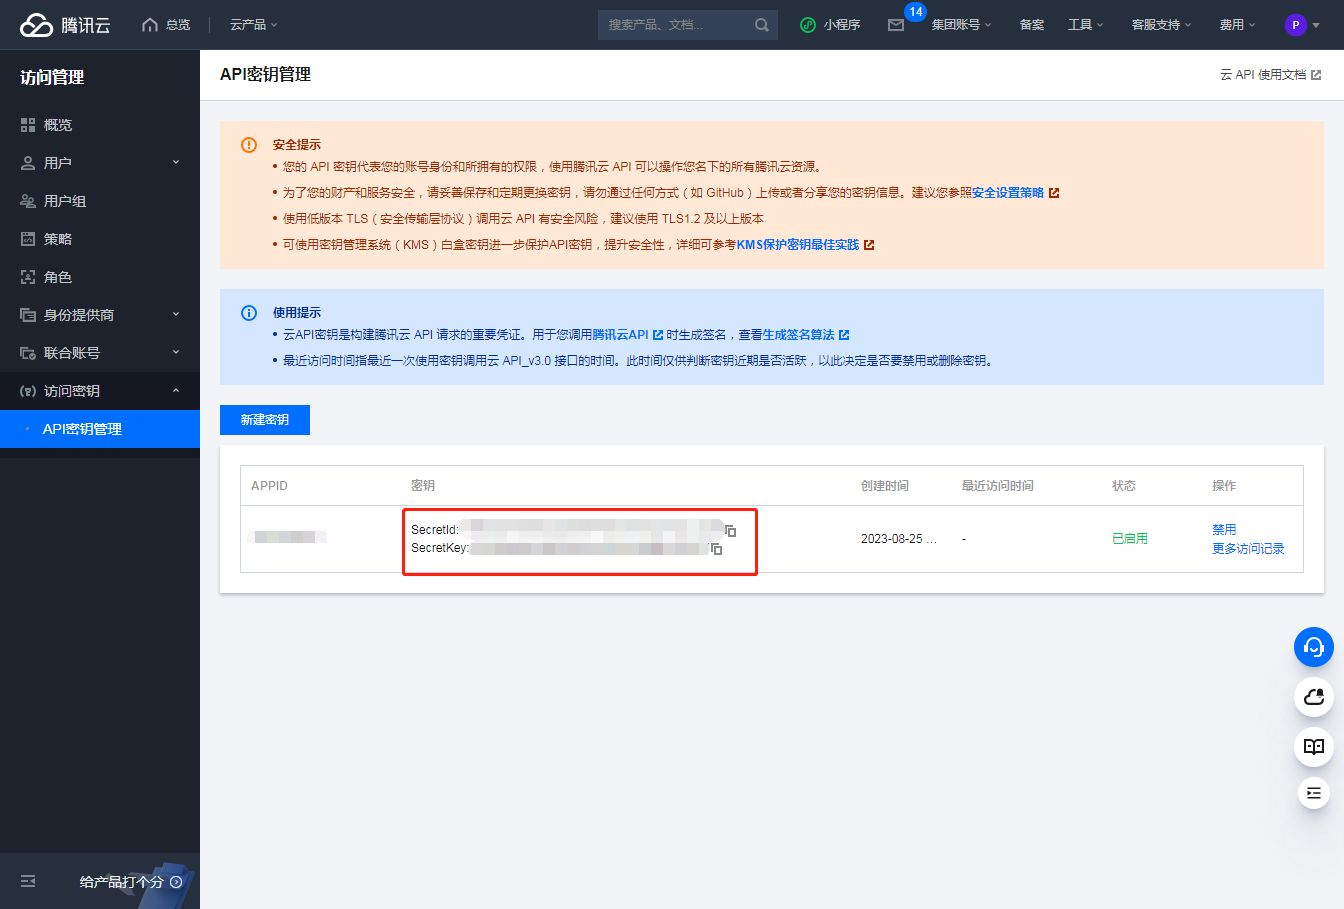 腾讯云
总览
云产品
搜索产品、文档...
小程序
14
集团账号
备案
工具
客服支持
费用
P
访问管理
概览
用户
用户组
策略
角色
身份提供商
联合账号
访问密钥
API密钥管理
给产品打个分
API密钥管理
云 API 使用文档
安全提示
• 您的 API 密钥代表您的账号身份和所拥有的权限，使用腾讯云 API 可以操作您名下的所有腾讯云资源。
• 为了您的财产和服务安全，请妥善保存和定期更换密钥，请勿通过任何方式（如 GitHub）上传或者分享您的密钥信息。建议您参照安全设置策略
• 使用低版本 TLS（安全传输层协议）调用云 API 有安全风险，建议使用 TLS1.2 及以上版本
• 可使用密钥管理系统（KMS）白盒密钥进一步保护API密钥，提升安全性，详细可参考KMS保护密钥最佳实践
使用提示
• 云API密钥是构建腾讯云 API 请求的重要凭证。用于您调用腾讯云API 时生成签名，查看生成签名算法
• 最近访问时间指最近一次使用密钥调用云 API_v3.0 接口的时间。此时间仅供判断密钥近期是否活跃，以此决定是否要禁用或删除密钥。
新建密钥
APPID 密钥 创建时间 最近访问时间 状态 操作
SecretId:
SecretKey:
2023-08-25 ...
-
已启用
禁用
更多访问记录